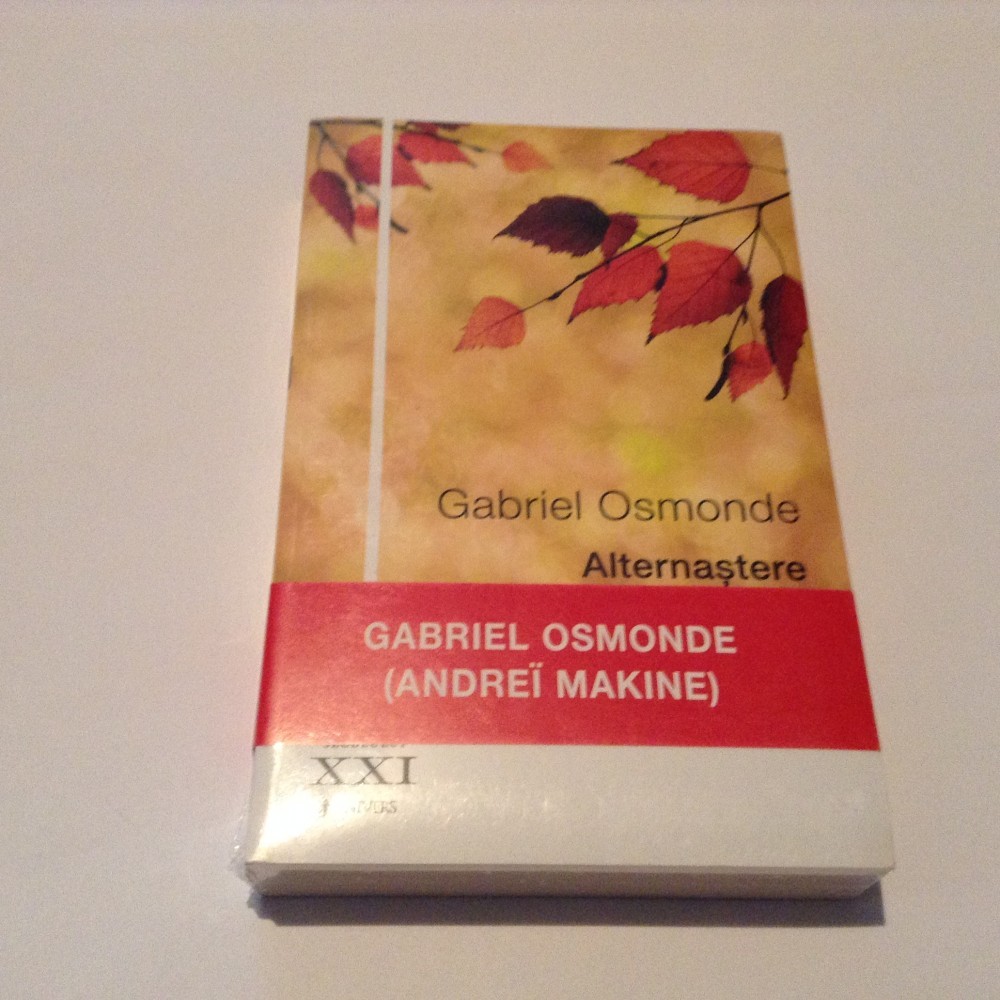 Gabriel Osmonde
Alternaștere
GABRIEL OSMONDE
(ANDREÏ MAKINE)
XXI